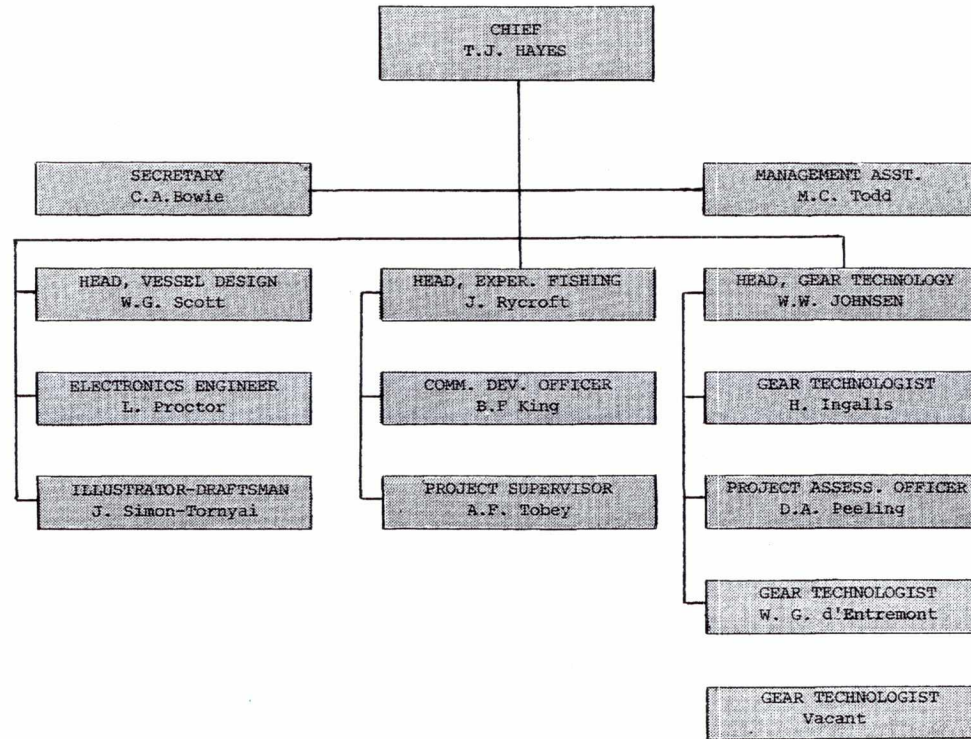 CHIEF
T.J. HAYES
SECRETARY
C.A.Bowie
MANAGEMENT ASST.
M.C. Todd
HEAD, VESSEL DESIGN
W.G. Scott
HEAD, EXPER. FISHING
J. Rycroft
HEAD, GEAR TECHNOLOGY
W.W. JOHNSEN
ELECTRONICS ENGINEER
L. Proctor
COMM. DEV. OFFICER
B.F King
GEAR TECHNOLOGIST
H. Ingalls
ILLUSTRATOR-DRAFTSMAN
J. Simon-Tornyai
PROJECT SUPERVISOR
A.F. Tobey
PROJECT ASSESS. OFFICER
D.A. Peeling
GEAR TECHNOLOGIST
W. G. d'Entremont
GEAR TECHNOLOGIST
Vacant